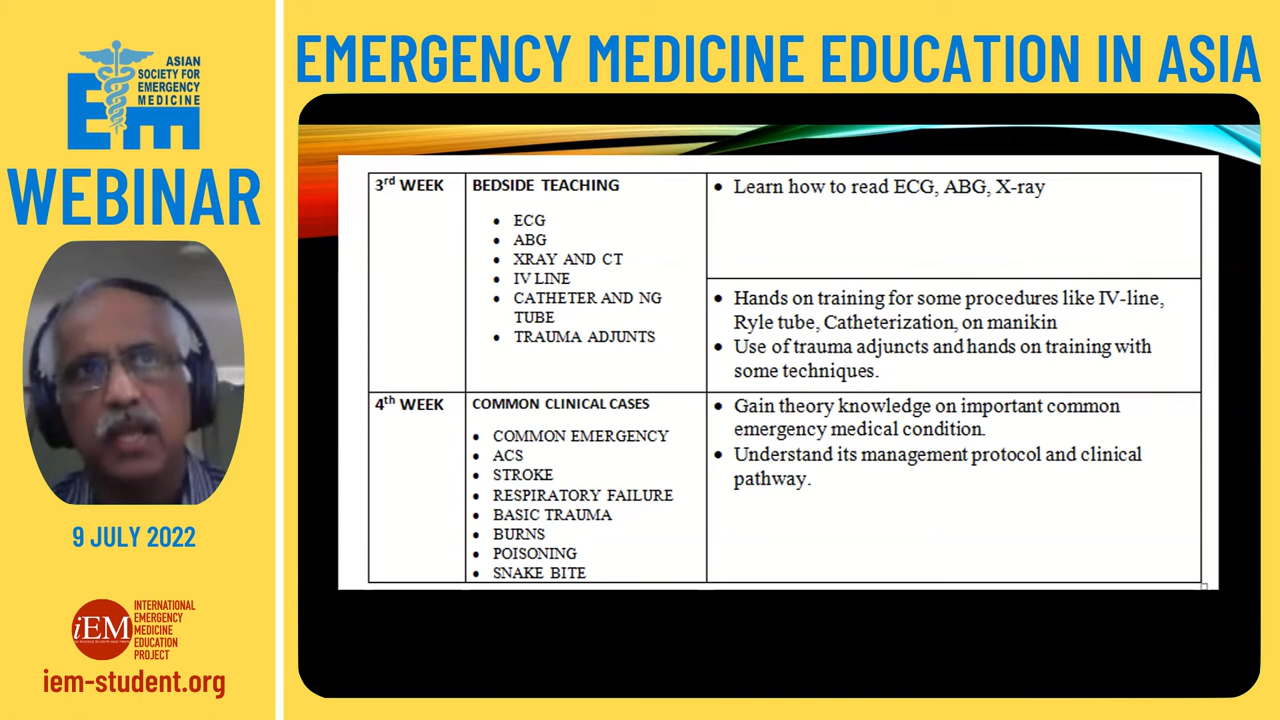 ASIAN
SOCIETY FOR
EMERGENCY
MEDICINE
EM
WEBINAR
9 JULY 2022
iEM
INTERNATIONAL
EMERGENCY
MEDICINE
EDUCATION
PROJECT
iem-student.org
EMERGENCY MEDICINE EDUCATION IN ASIA
3rd WEEK
BEDSIDE TEACHING
• ECG
• ABG
• XRAY AND CT
• IV LINE
• CATHETER AND NG
TUBE
• TRAUMA ADJUNTS
• Learn how to read ECG, ABG, X-ray
• Hands on training for some procedures like IV-line,
Ryle tube, Catheterization, on manikin
• Use of trauma adjuncts and hands on training with
some techniques.
4th WEEK
COMMON CLINICAL CASES
• COMMON EMERGENCY
• ACS
• STROKE
• RESPIRATORY FAILURE
• BASIC TRAUMA
• BURNS
• POISONING
• SNAKE BITE
• Gain theory knowledge on important common
emergency medical condition.
• Understand its management protocol and clinical
pathway.